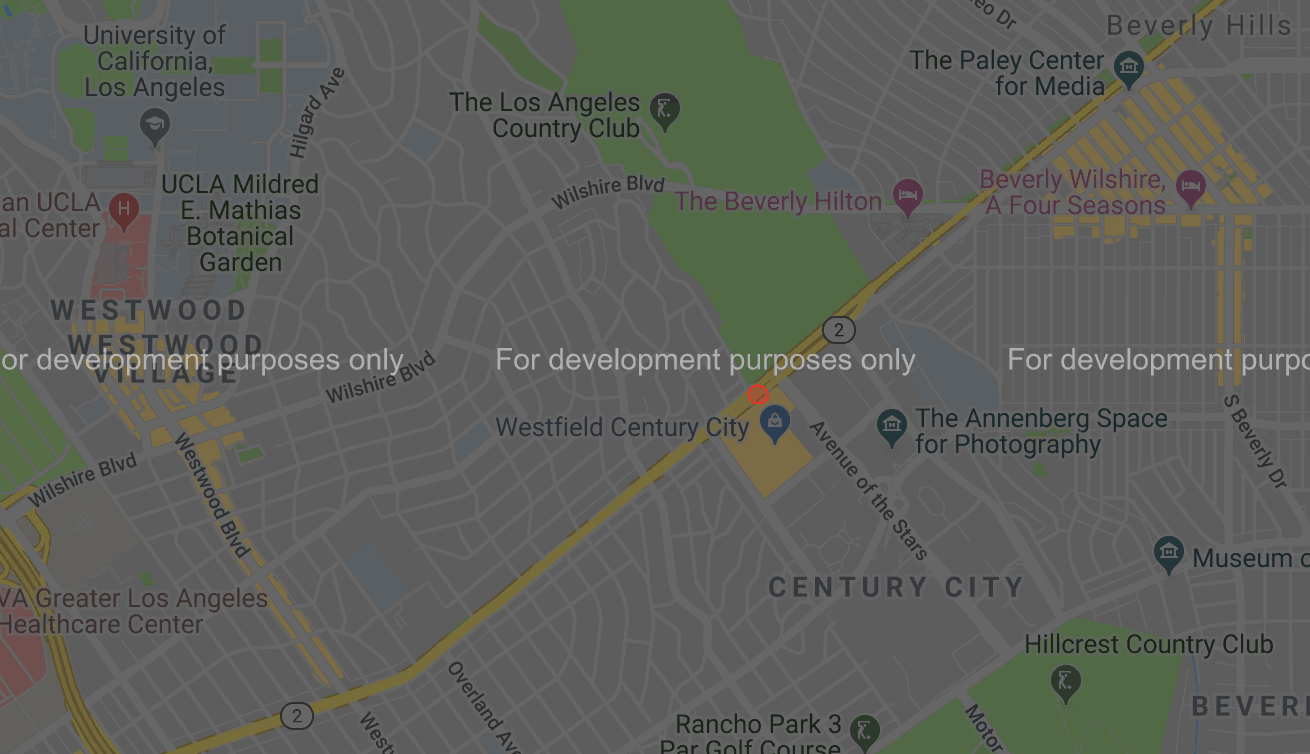 University of
California,
Los Angeles
Hilgard Ave
The Los Angeles
Country Club
Wilshire Blvd
The Beverly Hilton
eo Dr
Beverly Hills
The Paley Center
for Media
Beverly Wilshire,
A Four Seasons
an UCLA
al Center
H
UCLA Mildred
E. Mathias
Botanical
Garden
WESTWOOD
WESTWOOD
VILLAGE
or development purposes only
For development purposes only
For development purpo
2
Wilshire Blvd
Wilshire Blvd
Westwood Blvd
Westfield Century City
Avenue of the Stars
The Annenberg Space
for Photography
S Beverly Dr
Museum o
CENTURY CITY
VA Greater Los Angeles
Healthcare Center
Hillcrest Country Club
BEVER
2
Overland Av
West
Rancho Park 3
Par Golf Course
Motor